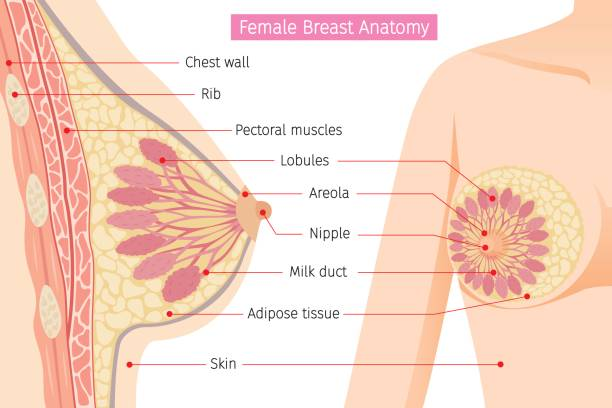 Female Breast Anatomy
Chest wall
Rib
Pectoral muscles
Lobules
Areola
Nipple
Milk duct
Adipose tissue
Skin